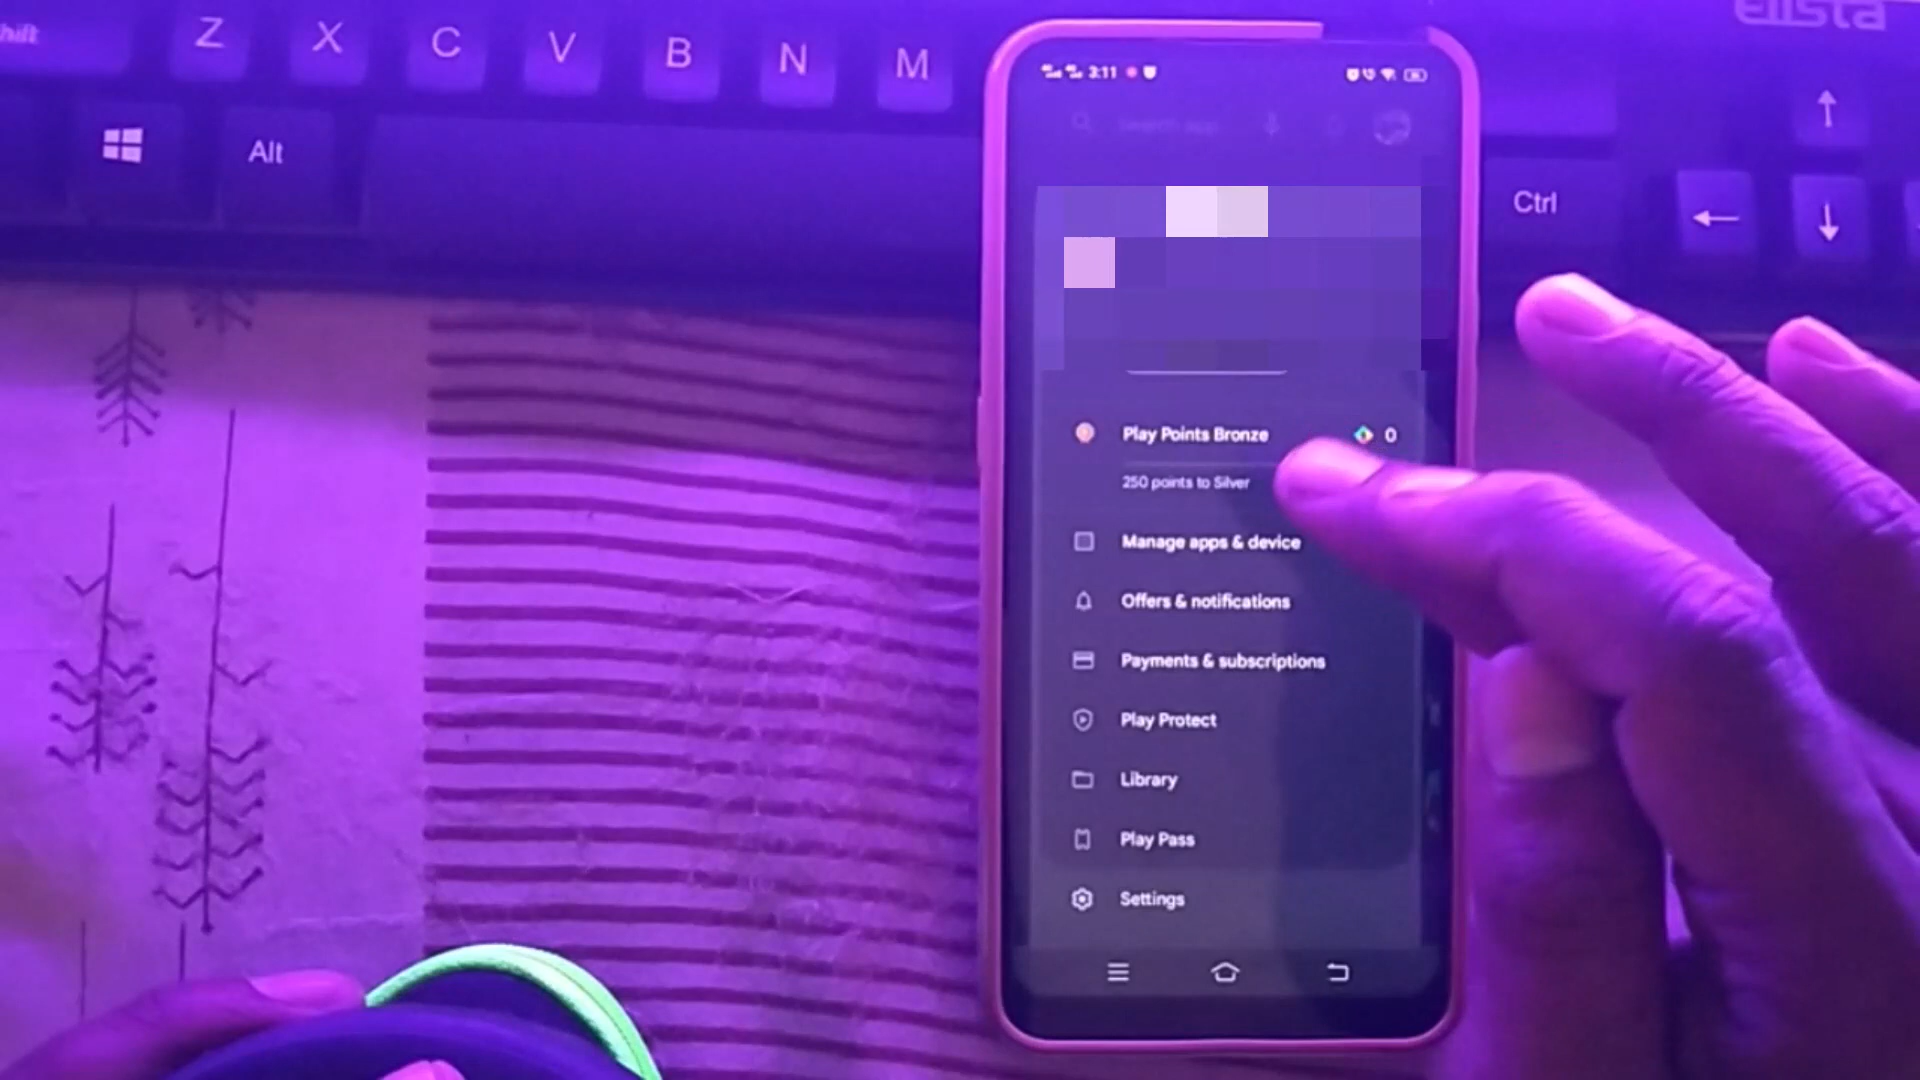 Elista
Z X C V B N M
Alt
Ctrl
3:11
Play Points Bronze 0
250 points to Silver
Manage apps & device
Offers & notifications
Payments & subscriptions
Play Protect
Library
Play Pass
Settings